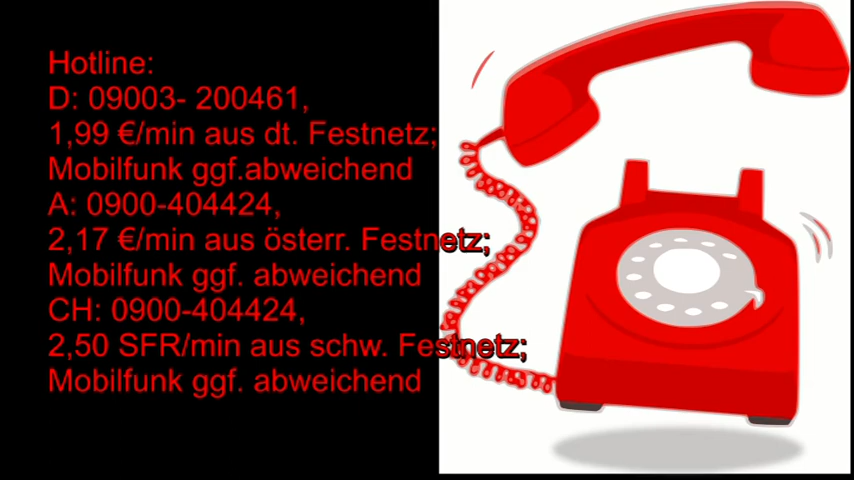 Hotline:
D: 09003- 200461,
1,99 €/min aus dt. Festnetz;
Mobilfunk ggf.abweichend
A: 0900-404424,
2,17 €/min aus österr. Festnetz;
Mobilfunk ggf. abweichend
CH: 0900-404424,
2,50 SFR/min aus schw. Festnetz;
Mobilfunk ggf. abweichend